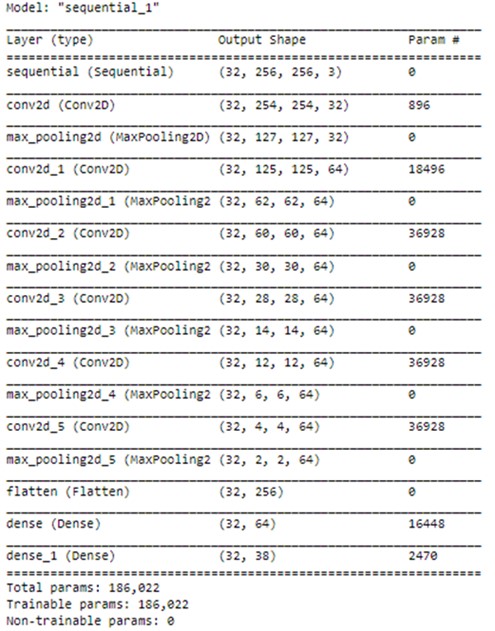 Model: "sequential_1"
Layer (type) Output Shape Param #
sequential (Sequential) (32, 256, 256, 3) 0
conv2d (Conv2D) (32, 254, 254, 32) 896
max_pooling2d (MaxPooling2D) (32, 127, 127, 32) 0
conv2d_1 (Conv2D) (32, 125, 125, 64) 18496
max_pooling2d_1 (MaxPooling2 (32, 62, 62, 64) 0
conv2d_2 (Conv2D) (32, 60, 60, 64) 36928
max_pooling2d_2 (MaxPooling2 (32, 30, 30, 64) 0
conv2d_3 (Conv2D) (32, 28, 28, 64) 36928
max_pooling2d_3 (MaxPooling2 (32, 14, 14, 64) 0
conv2d_4 (Conv2D) (32, 12, 12, 64) 36928
max_pooling2d_4 (MaxPooling2 (32, 6, 6, 64) 0
conv2d_5 (Conv2D) (32, 4, 4, 64) 36928
max_pooling2d_5 (MaxPooling2 (32, 2, 2, 64) 0
flatten (Flatten) (32, 256) 0
dense (Dense) (32, 64) 16448
dense_1 (Dense) (32, 38) 2470
Total params: 186,022
Trainable params: 186,022
Non-trainable params: 0